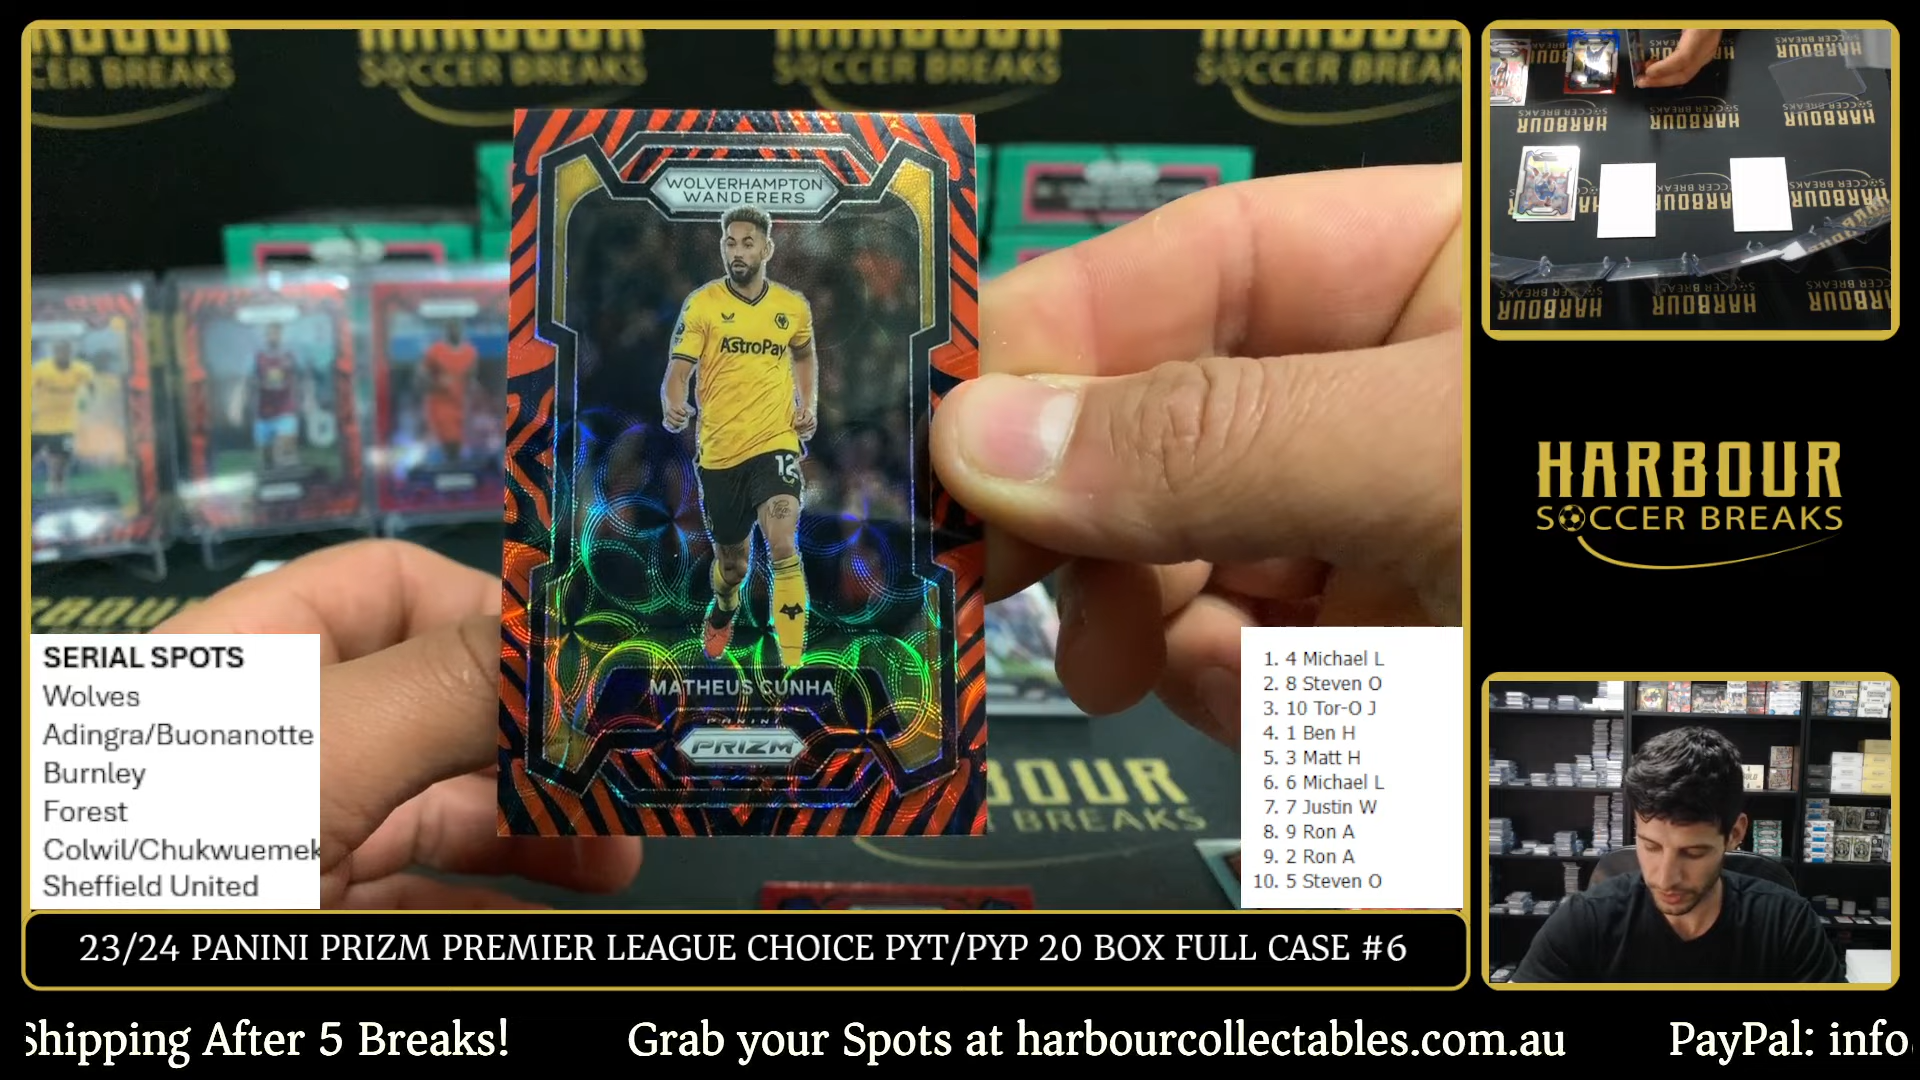 HARBOUR
SOCCER BREAKS
WOLVERHAMPTON
WANDERERS
AstroPay
12
MATHEUS CUNHA
PANINI
PRIZM
SERIAL SPOTS
Wolves
Adingra/Buonanotte
Burnley
Forest
Colwil/Chukwuemek
Sheffield United
1. 4 Michael L
2. 8 Steven O
3. 10 Tor-O J
4. 1 Ben H
5. 3 Matt H
6. 6 Michael L
7. 7 Justin W
8. 9 Ron A
9. 2 Ron A
10. 5 Steven O
HARBOUR
SOCCER BREAKS
23/24 PANINI PRIZM PREMIER LEAGUE CHOICE PYT/PYP 20 BOX FULL CASE #6
Shipping After 5 Breaks! Grab your Spots at harbourcollectables.com.au PayPal: info